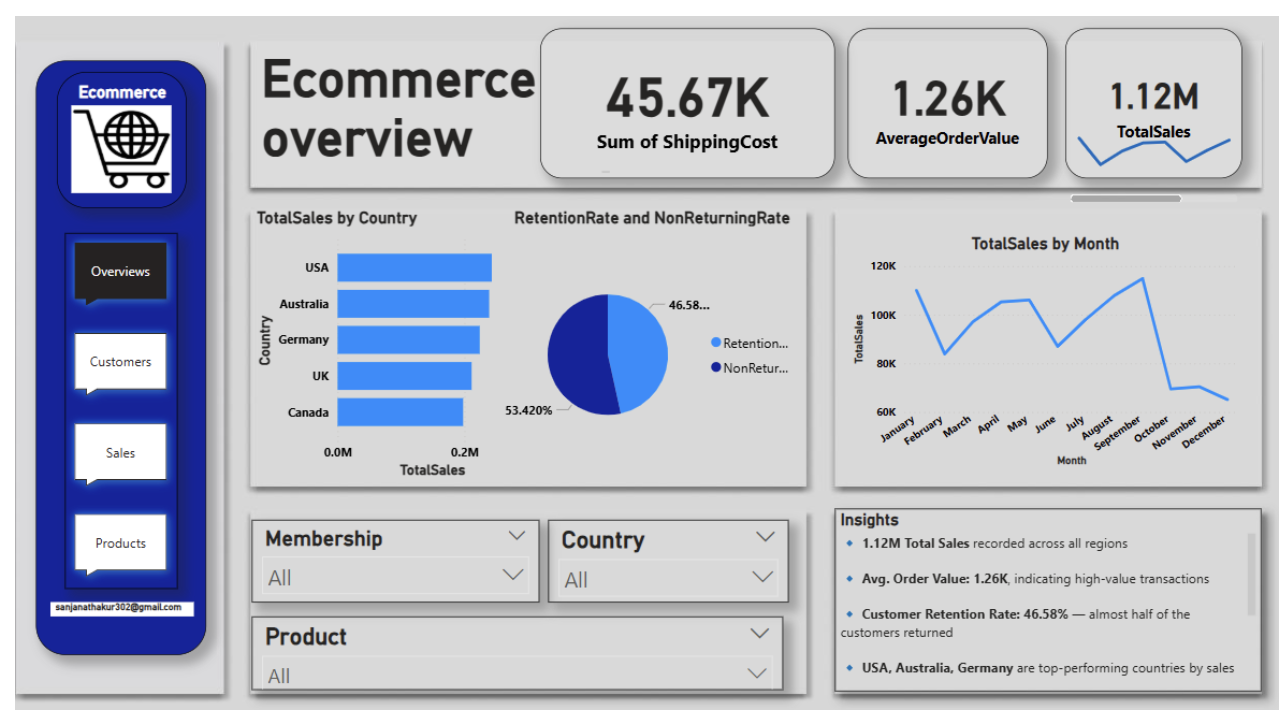 Ecommerce
Overviews
Customers
Sales
Products
sanjanathakur302@gmail.com
Ecommerce
overview
45.67K
Sum of ShippingCost
1.26K
AverageOrderValue
1.12M
TotalSales
TotalSales by Country
Country
USA
Australia
Germany
UK
Canada
0.0M
0.2M
TotalSales
RetentionRate and NonReturningRate
46.58...
53.420%
Retention...
NonRetur...
TotalSales by Month
TotalSales
120K
100K
80K
60K
January
February
March
April
May
June
July
August
September
October
November
December
Month
Membership
All
Country
All
Product
All
Insights
1.12M Total Sales recorded across all regions
Avg. Order Value: 1.26K, indicating high-value transactions
Customer Retention Rate: 46.58% — almost half of the
customers returned
USA, Australia, Germany are top-performing countries by sales